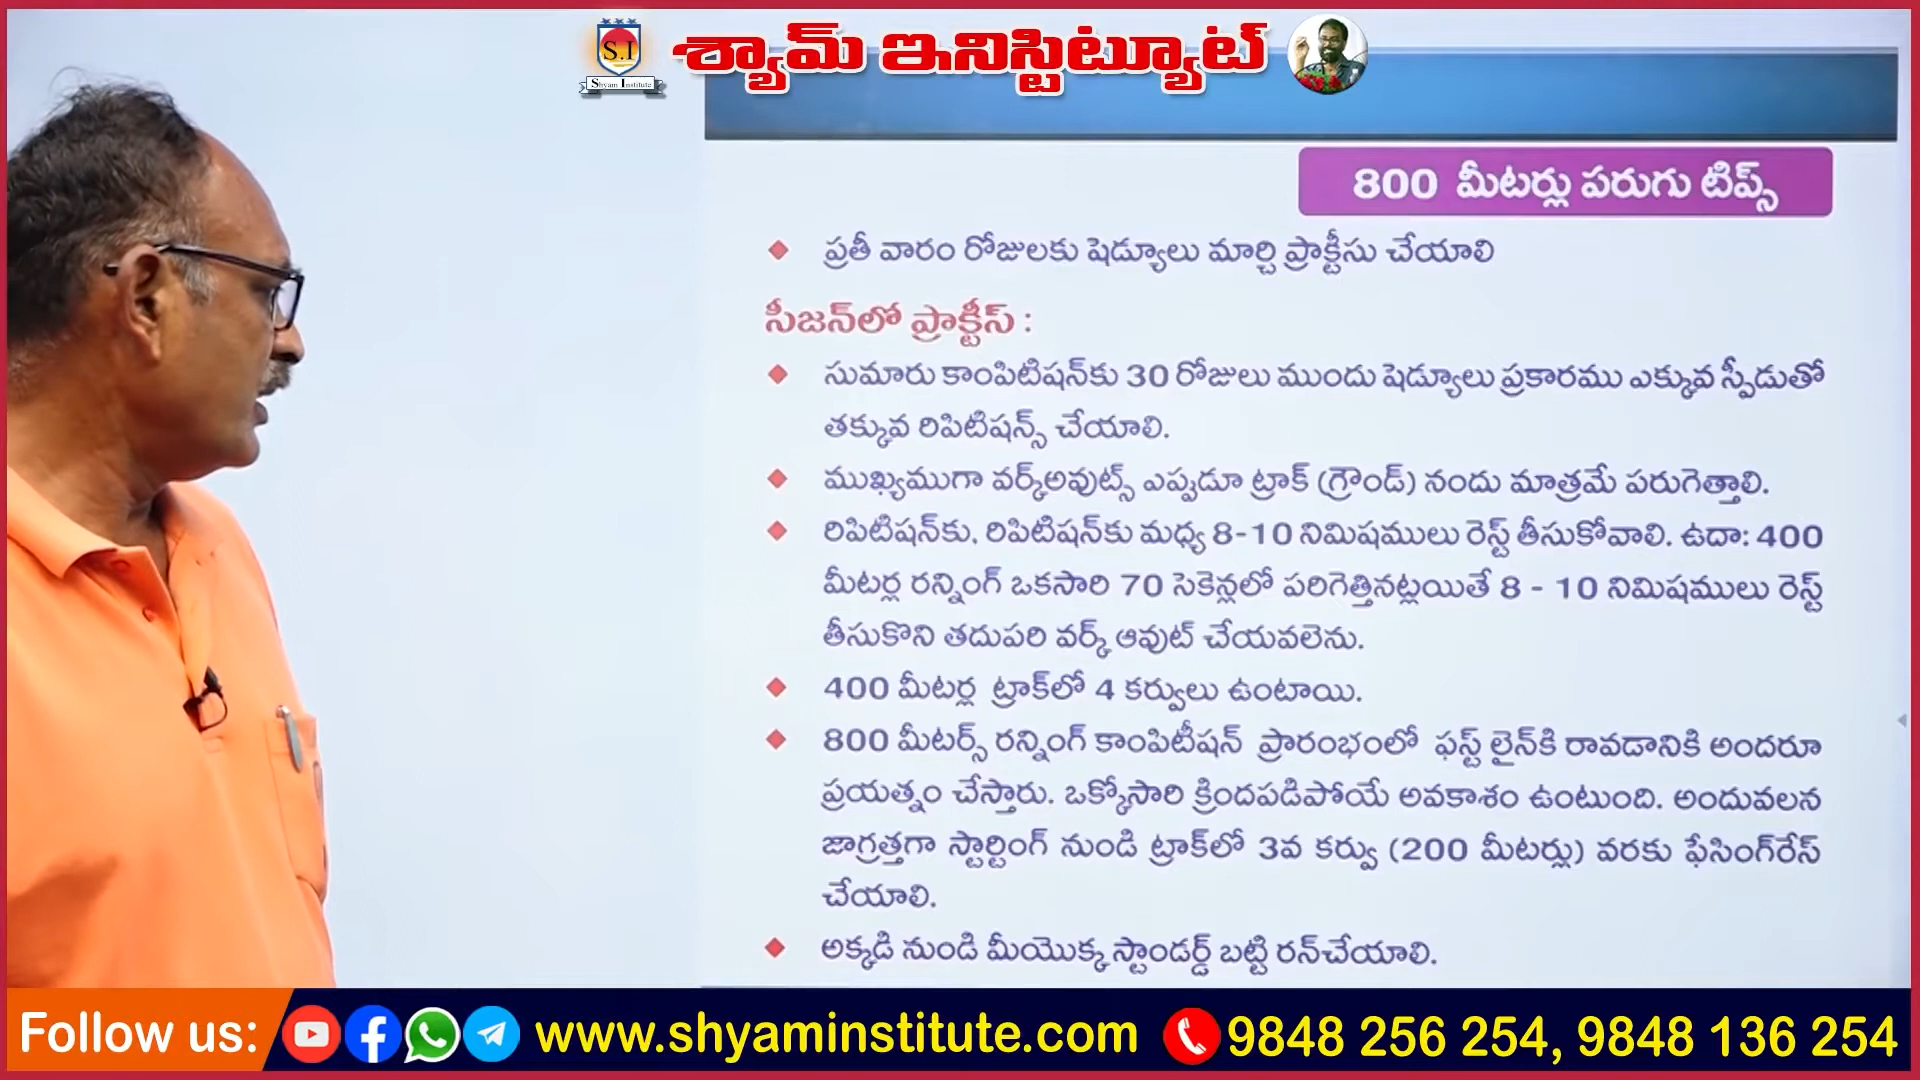 S.I
Shyam Institute
శ్యామ్ ఇనిస్టిట్యూట్
800 మీటర్లు పరుగు టిప్స్
ప్రతీ వారం రోజులకు షెడ్యూలు మార్చి ప్రాక్టీసు చేయాలి
సీజన్‌లో ప్రాక్టీస్ :
సుమారు కాంపిటిషన్‌కు 30 రోజులు ముందు షెడ్యూలు ప్రకారము ఎక్కువ స్పీడుతో
తక్కువ రిపిటిషన్స్ చేయాలి.
ముఖ్యముగా వర్క్‌అవుట్స్ ఎప్పుడూ ట్రాక్ (గ్రౌండ్) నందు మాత్రమే పరుగెత్తాలి.
రిపిటిషన్‌కు, రిపిటిషన్‌కు మధ్య 8-10 నిమిషములు రెస్ట్ తీసుకోవాలి. ఉదా: 400
మీటర్ల రన్నింగ్ ఒకసారి 70 సెకెన్లలో పరిగెత్తినట్లయితే 8 - 10 నిమిషములు రెస్ట్
తీసుకొని తదుపరి వర్క్ ఆవుట్ చేయవలెను.
400 మీటర్ల ట్రాక్‌లో 4 కర్వులు ఉంటాయి.
800 మీటర్స్ రన్నింగ్ కాంపిటీషన్ ప్రారంభంలో ఫస్ట్ లైన్‌కి రావడానికి అందరూ
ప్రయత్నం చేస్తారు. ఒక్కోసారి క్రిందపడిపోయే అవకాశం ఉంటుంది. అందువలన
జాగ్రత్తగా స్టార్టింగ్ నుండి ట్రాక్‌లో 3వ కర్వు (200 మీటర్లు) వరకు ఫేసింగ్‌రేస్
చేయాలి.
అక్కడి నుండి మీయొక్క స్టాండర్డ్ బట్టి రన్‌చేయాలి.
Follow us: www.shyaminstitute.com 9848 256 254, 9848 136 254